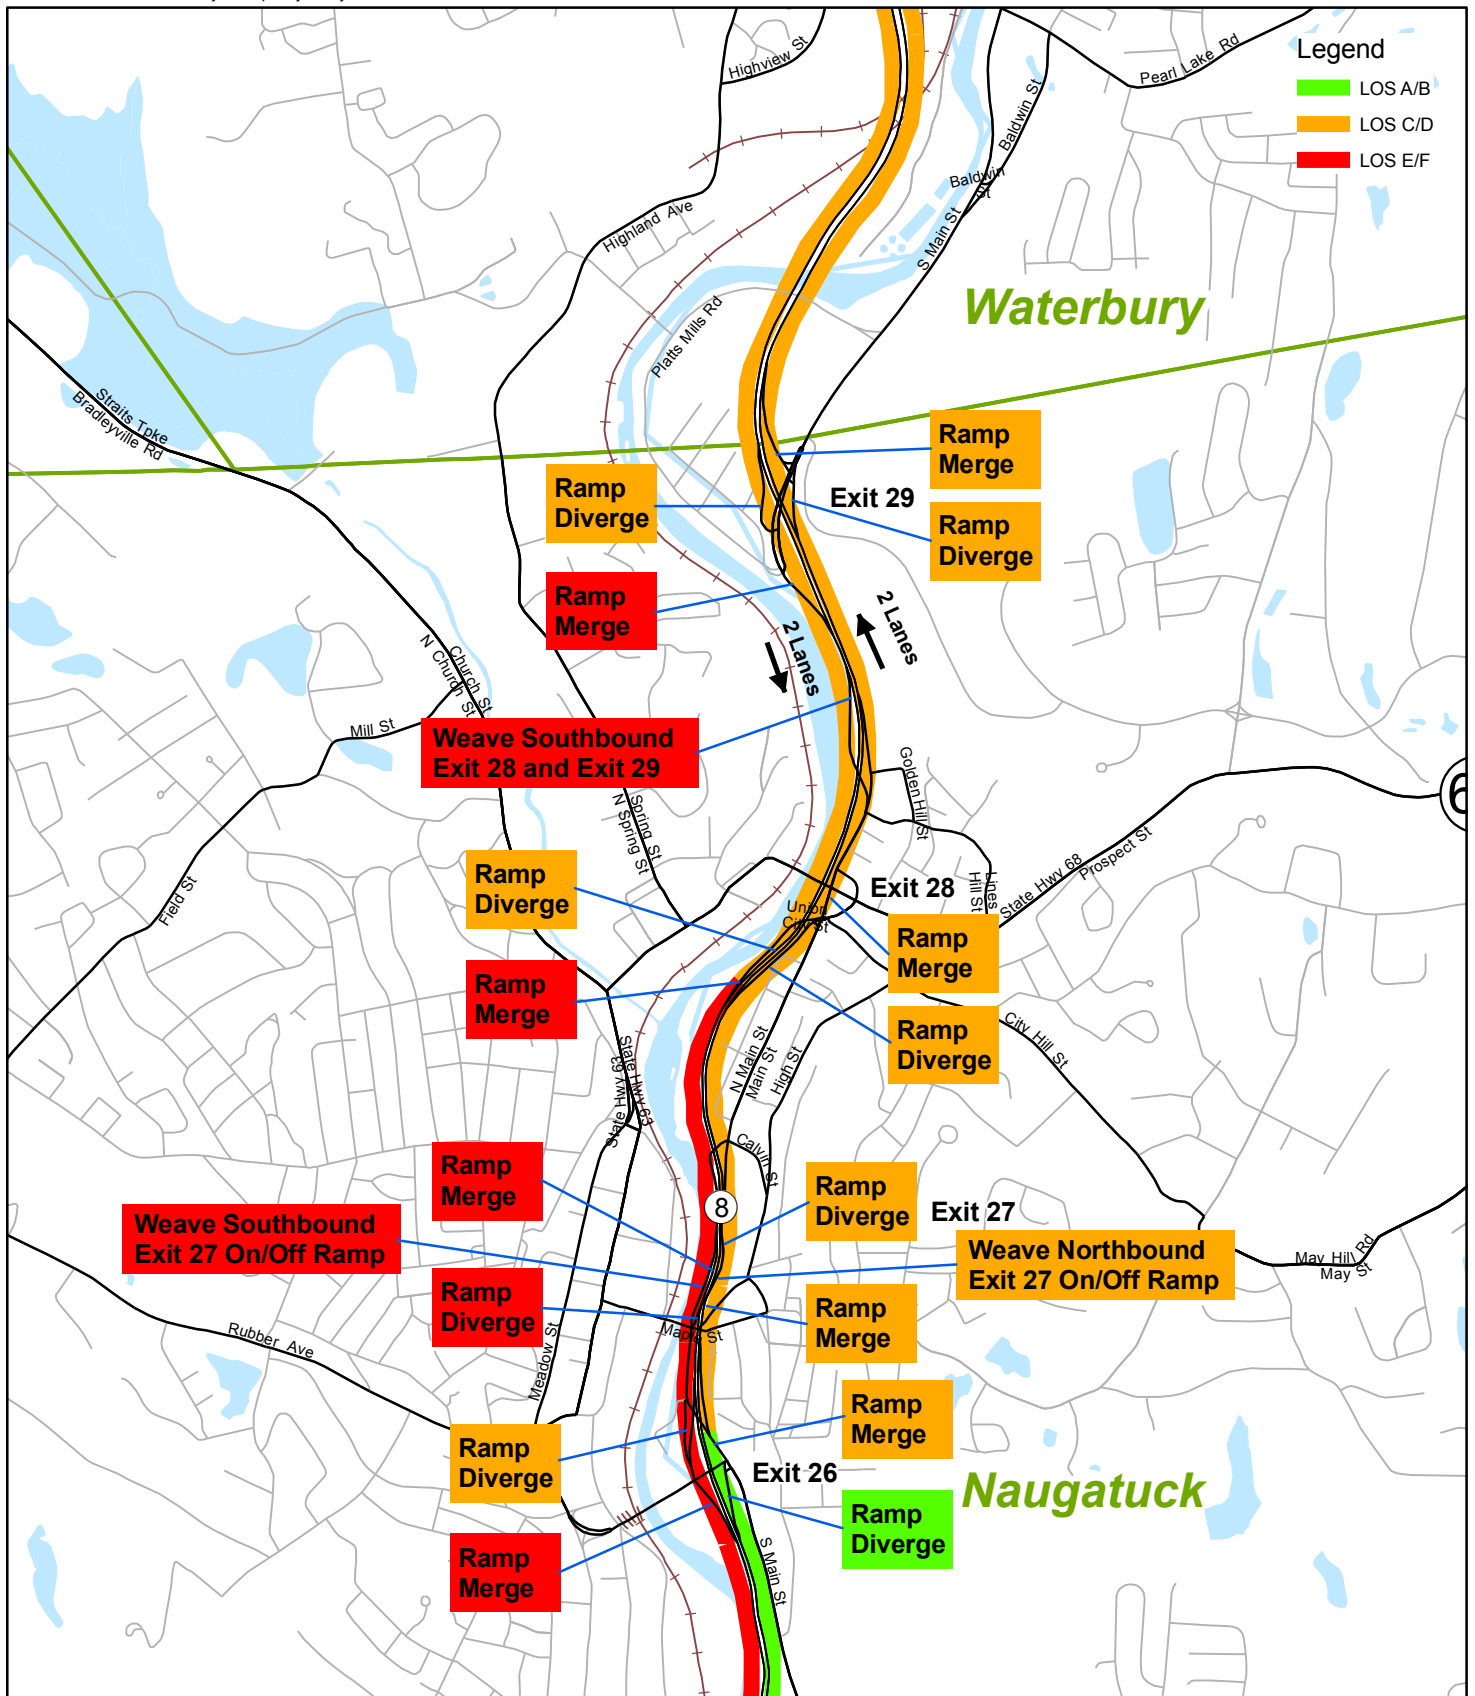 Highview St
Pearl Lake Rd
Legend
LOS A/B
LOS C/D
LOS E/F
Baldwin St
Baldwin
St
S Main St
Highland Ave
Platts Mills Rd
Waterbury
Straits Tpke
Bradleyville Rd
Ramp
Merge
Ramp
Diverge
Exit 29
Ramp
Diverge
Ramp
Merge
2 Lanes
2 Lanes
Church St
N Church St
Mill St
Weave Southbound
Exit 28 and Exit 29
Golden Hill St
6
Spring St
N Spring St
State Hwy 68
Prospect St
Lines
Hill St
Field St
Ramp
Diverge
Exit 28
Union
City St
Ramp
Merge
Ramp
Merge
Ramp
Diverge
City Hill St
N Main St
Main St
High St
State Hwy 63
State Hwy 63
Calvin St
Ramp
Merge
Ramp
Diverge
Exit 27
8
Weave Southbound
Exit 27 On/Off Ramp
Weave Northbound
Exit 27 On/Off Ramp
May Hill Rd
May St
Ramp
Diverge
Ramp
Merge
Maple St
Rubber Ave
Meadow St
Ramp
Merge
Ramp
Diverge
Exit 26
Naugatuck
Ramp
Diverge
Ramp
Merge
S Main St